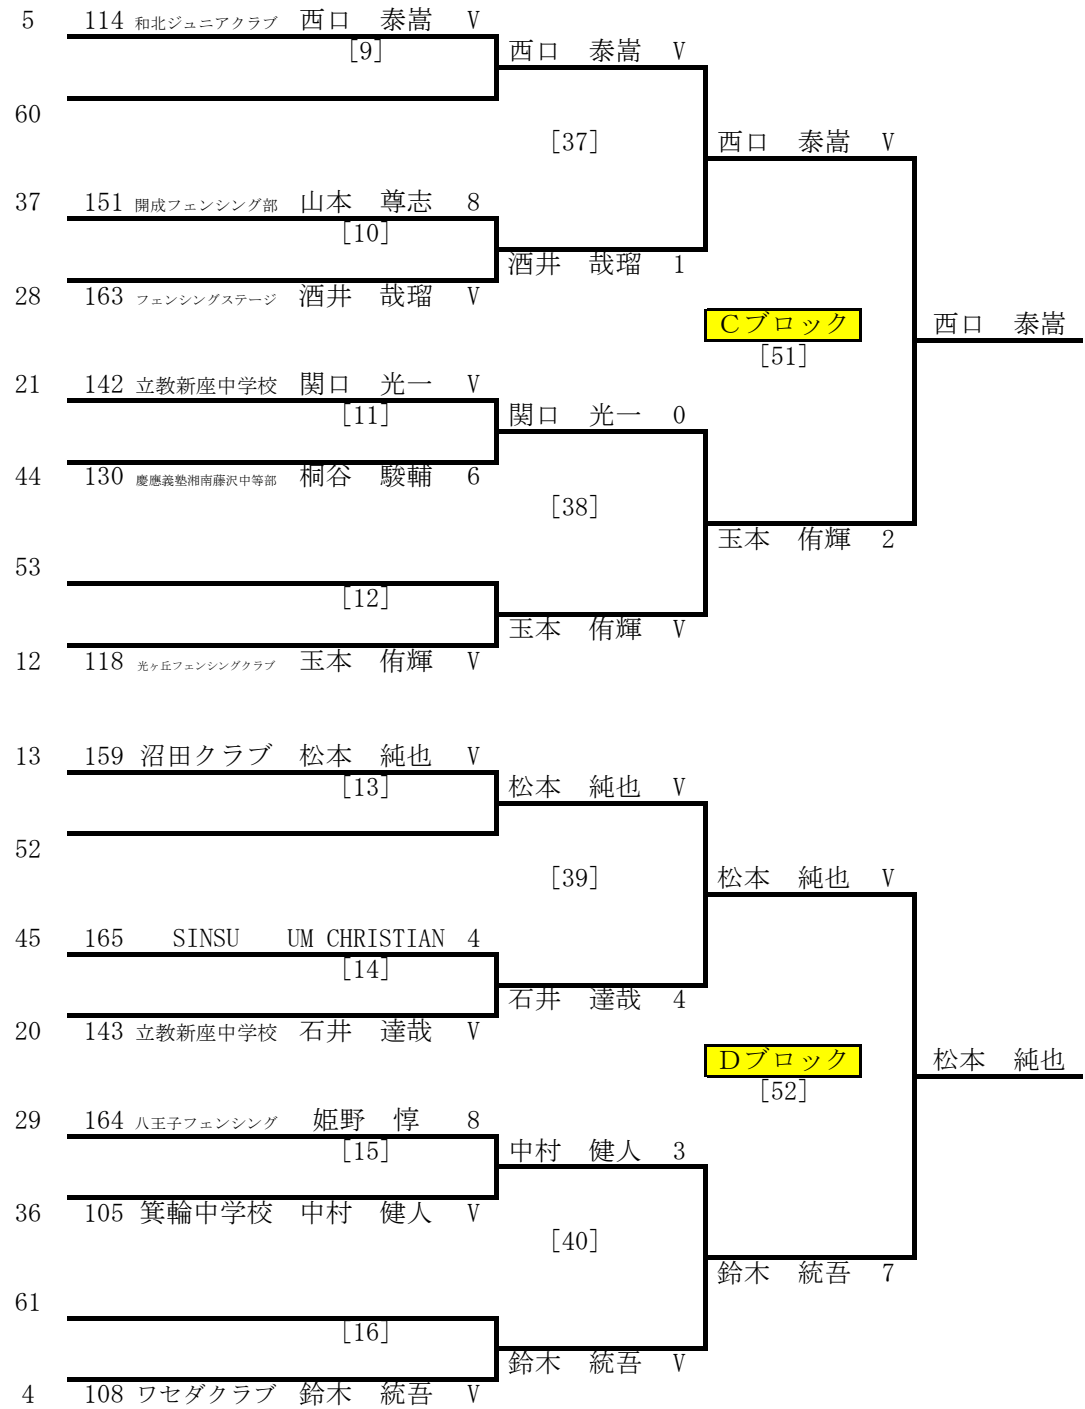 5 114 和北ジュニアクラブ 西口 泰嵩 V
[9]
西口 泰嵩 V
60
[37]
西口 泰嵩 V
37 151 開成フェンシング部 山本 尊志 8
[10]
酒井 哉瑠 1
28 163 フェンシングステージ 酒井 哉瑠 V
Cブロック
西口 泰嵩
[51]
21 142 立教新座中学校 関口 光一 V
[11]
関口 光一 0
44 130 慶應義塾湘南藤沢中等部 桐谷 駿輔 6
[38]
玉本 侑輝 2
53
[12]
玉本 侑輝 V
12 118 光ヶ丘フェンシングクラブ 玉本 侑輝 V
13 159 沼田クラブ 松本 純也 V
[13]
松本 純也 V
52
[39]
松本 純也 V
45 165 SINSU UM CHRISTIAN 4
[14]
石井 達哉 4
20 143 立教新座中学校 石井 達哉 V
Dブロック
松本 純也
[52]
29 164 八王子フェンシング 姫野 惇 8
[15]
中村 健人 3
36 105 箕輪中学校 中村 健人 V
[40]
鈴木 統吾 7
61
[16]
鈴木 統吾 V
4 108 ワセダクラブ 鈴木 統吾 V